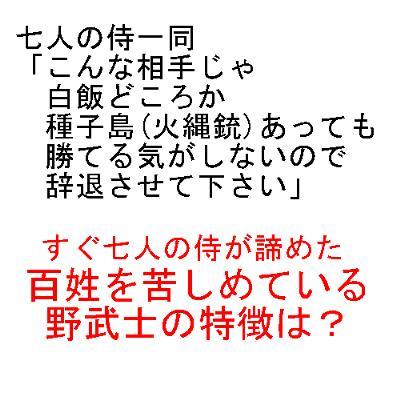 七人の侍一同
「こんな相手じゃ
白飯どころか
種子島(火縄銃)あっても
勝てる気がしないので
辞退させて下さい」
すぐ七人の侍が諦めた
百姓を苦しめている
野武士の特徴は？